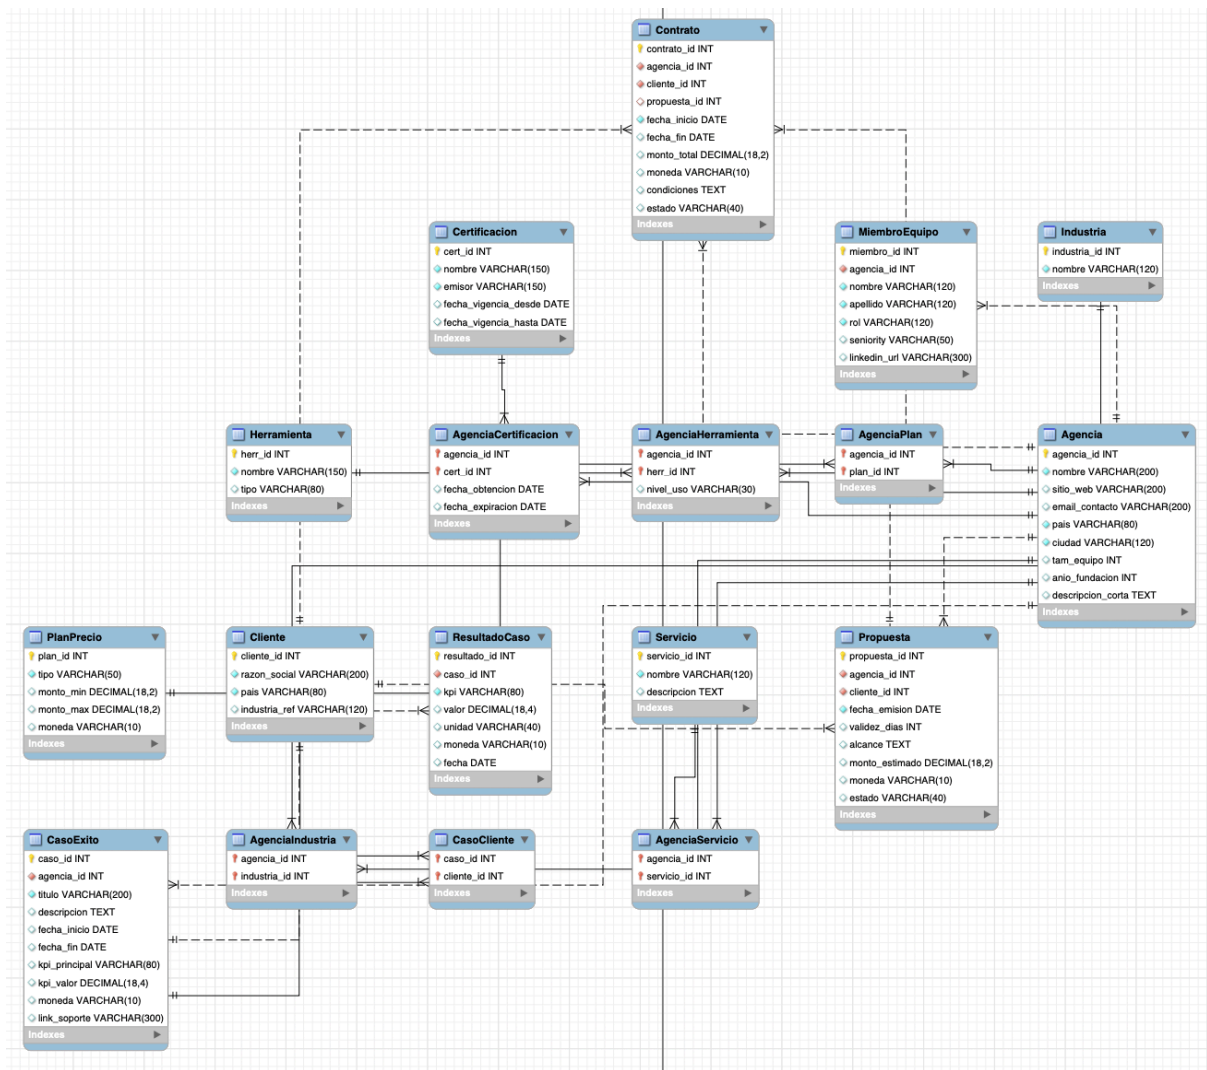 Contrato
contrato_id INT
agencia_id INT
cliente_id INT
propuesta_id INT
fecha_inicio DATE
fecha_fin DATE
monto_total DECIMAL(18,2)
moneda VARCHAR(10)
condiciones TEXT
estado VARCHAR(40)
Indexes
Certificacion
cert_id INT
nombre VARCHAR(150)
emisor VARCHAR(150)
fecha_vigencia_desde DATE
fecha_vigencia_hasta DATE
Indexes
MiembroEquipo
miembro_id INT
agencia_id INT
nombre VARCHAR(120)
apellido VARCHAR(120)
rol VARCHAR(120)
seniority VARCHAR(50)
linkedin_url VARCHAR(300)
Indexes
Industria
industria_id INT
nombre VARCHAR(120)
Indexes
Herramienta
herr_id INT
nombre VARCHAR(150)
tipo VARCHAR(80)
Indexes
AgenciaCertificacion
agencia_id INT
cert_id INT
fecha_obtencion DATE
fecha_expiracion DATE
Indexes
AgenciaHerramienta
agencia_id INT
herr_id INT
nivel_uso VARCHAR(30)
Indexes
AgenciaPlan
agencia_id INT
plan_id INT
Indexes
Agencia
agencia_id INT
nombre VARCHAR(200)
sitio_web VARCHAR(200)
email_contacto VARCHAR(200)
pais VARCHAR(80)
ciudad VARCHAR(120)
tam_equipo INT
anio_fundacion INT
descripcion_corta TEXT
Indexes
PlanPrecio
plan_id INT
tipo VARCHAR(50)
monto_min DECIMAL(18,2)
monto_max DECIMAL(18,2)
moneda VARCHAR(10)
Indexes
Cliente
cliente_id INT
razon_social VARCHAR(200)
pais VARCHAR(80)
industria_ref VARCHAR(120)
Indexes
ResultadoCaso
resultado_id INT
caso_id INT
kpi VARCHAR(80)
valor DECIMAL(18,4)
unidad VARCHAR(40)
moneda VARCHAR(10)
fecha DATE
Indexes
Servicio
servicio_id INT
nombre VARCHAR(120)
descripcion TEXT
Indexes
Propuesta
propuesta_id INT
agencia_id INT
cliente_id INT
fecha_emision DATE
validez_dias INT
alcance TEXT
monto_estimado DECIMAL(18,2)
moneda VARCHAR(10)
estado VARCHAR(40)
Indexes
CasoExito
caso_id INT
agencia_id INT
titulo VARCHAR(200)
descripcion TEXT
fecha_inicio DATE
fecha_fin DATE
kpi_principal VARCHAR(80)
kpi_valor DECIMAL(18,4)
moneda VARCHAR(10)
link_soporte VARCHAR(300)
Indexes
AgenciaIndustria
agencia_id INT
industria_id INT
Indexes
CasoCliente
caso_id INT
cliente_id INT
Indexes
AgenciaServicio
agencia_id INT
servicio_id INT
Indexes